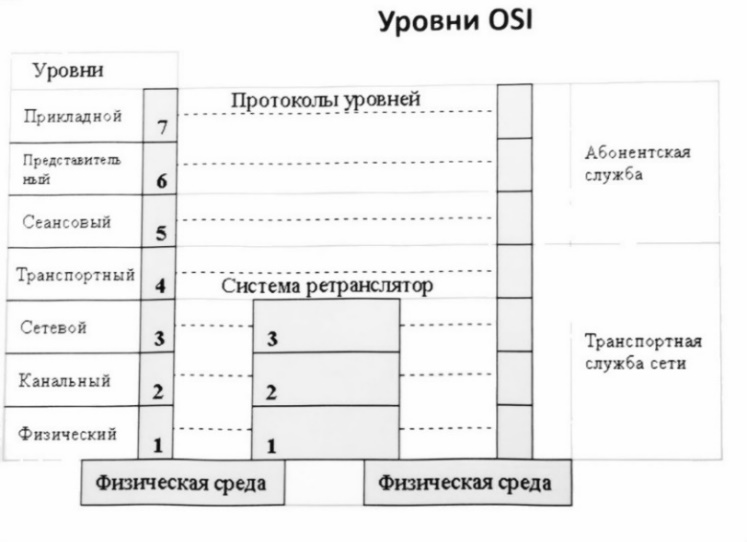 Уровни OSI
Уровни
Протоколы уровней
Прикладной
7
Представитель
ный
6
Абонентская
служба
Сеансовый
5
Транспортный
4
Система ретранслятор
Сетевой
3
3
Транспортная
служба сети
Канальный
2
2
Физический
1
1
Физическая среда
Физическая среда